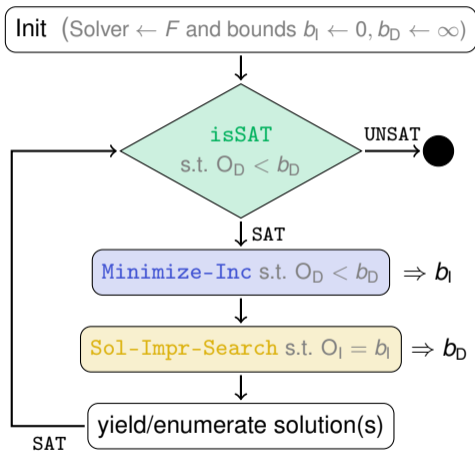 Init (Solver ← F and bounds b_I ← 0, b_D ← ∞)
isSAT
s.t. O_D < b_D
UNSAT
SAT
Minimize-Inc s.t. O_D < b_D ⇒ b_I
Sol-Impr-Search s.t. O_I = b_I ⇒ b_D
yield/enumerate solution(s)
SAT